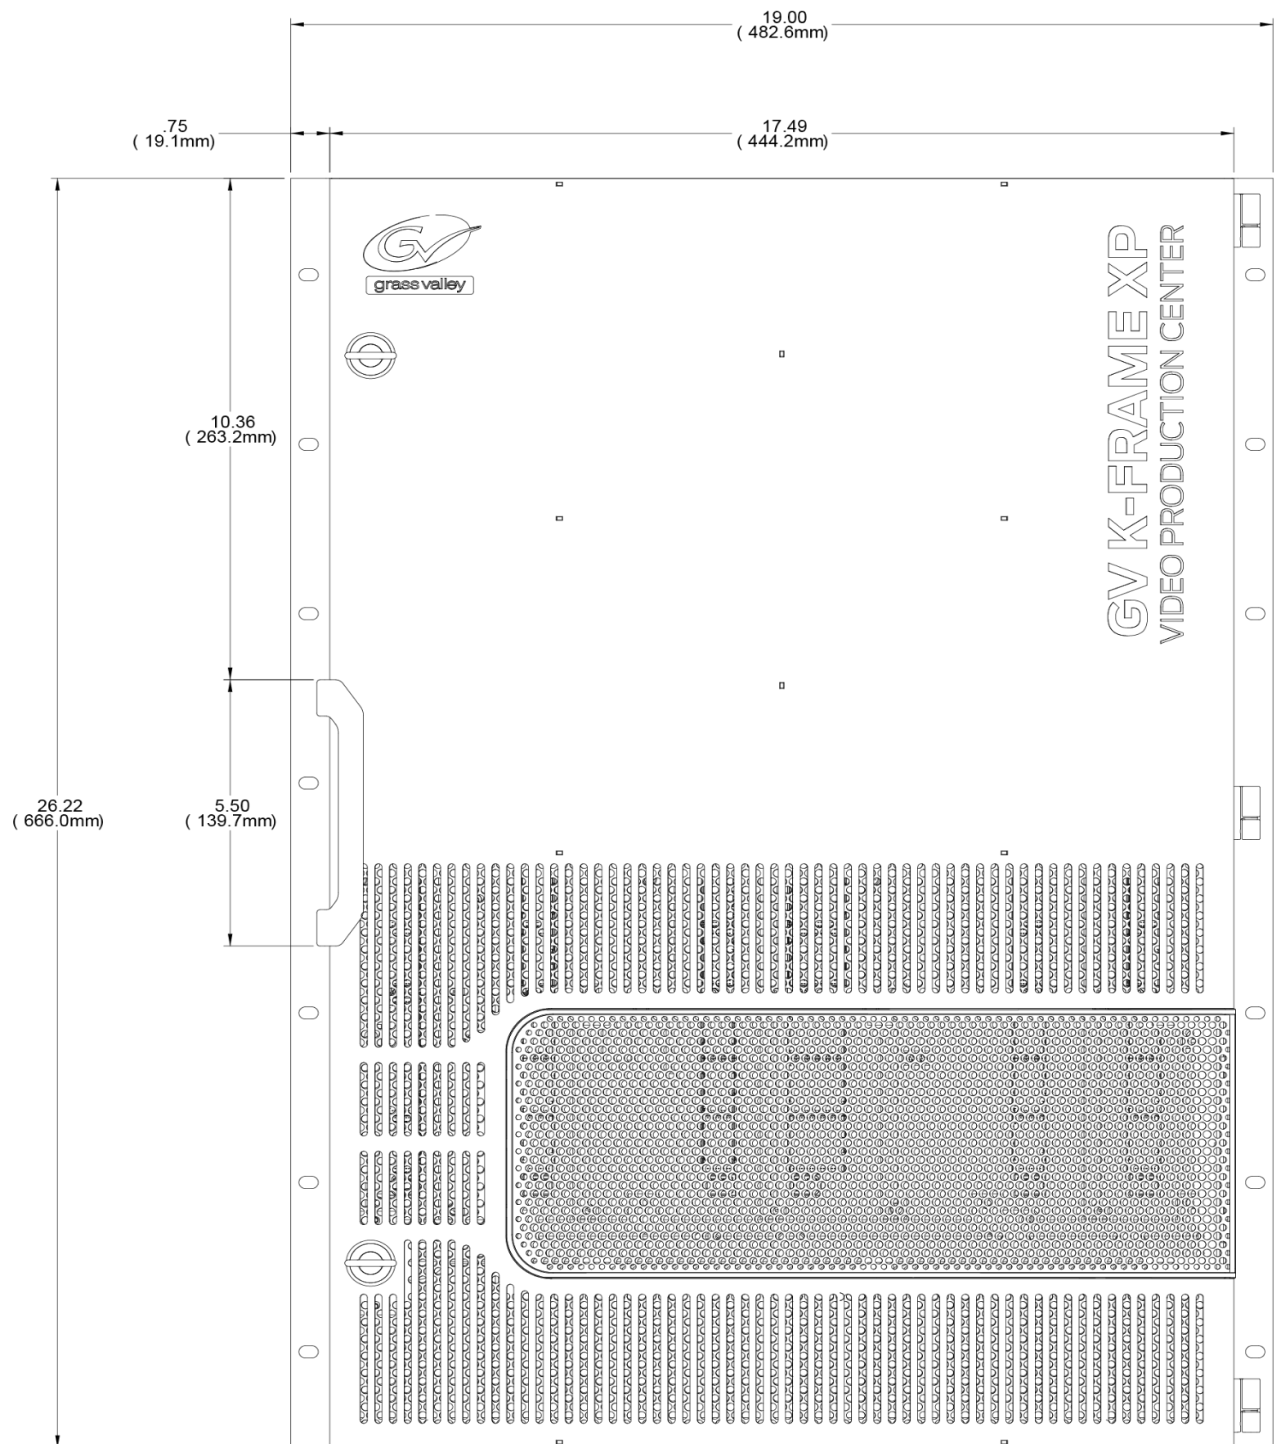 19.00
( 482.6mm)
.75
( 19.1mm)
17.49
( 444.2mm)
GV
grass valley
GV K-FRAME XP
VIDEO PRODUCTION CENTER
10.36
( 263.2mm)
26.22
( 666.0mm)
5.50
( 139.7mm)